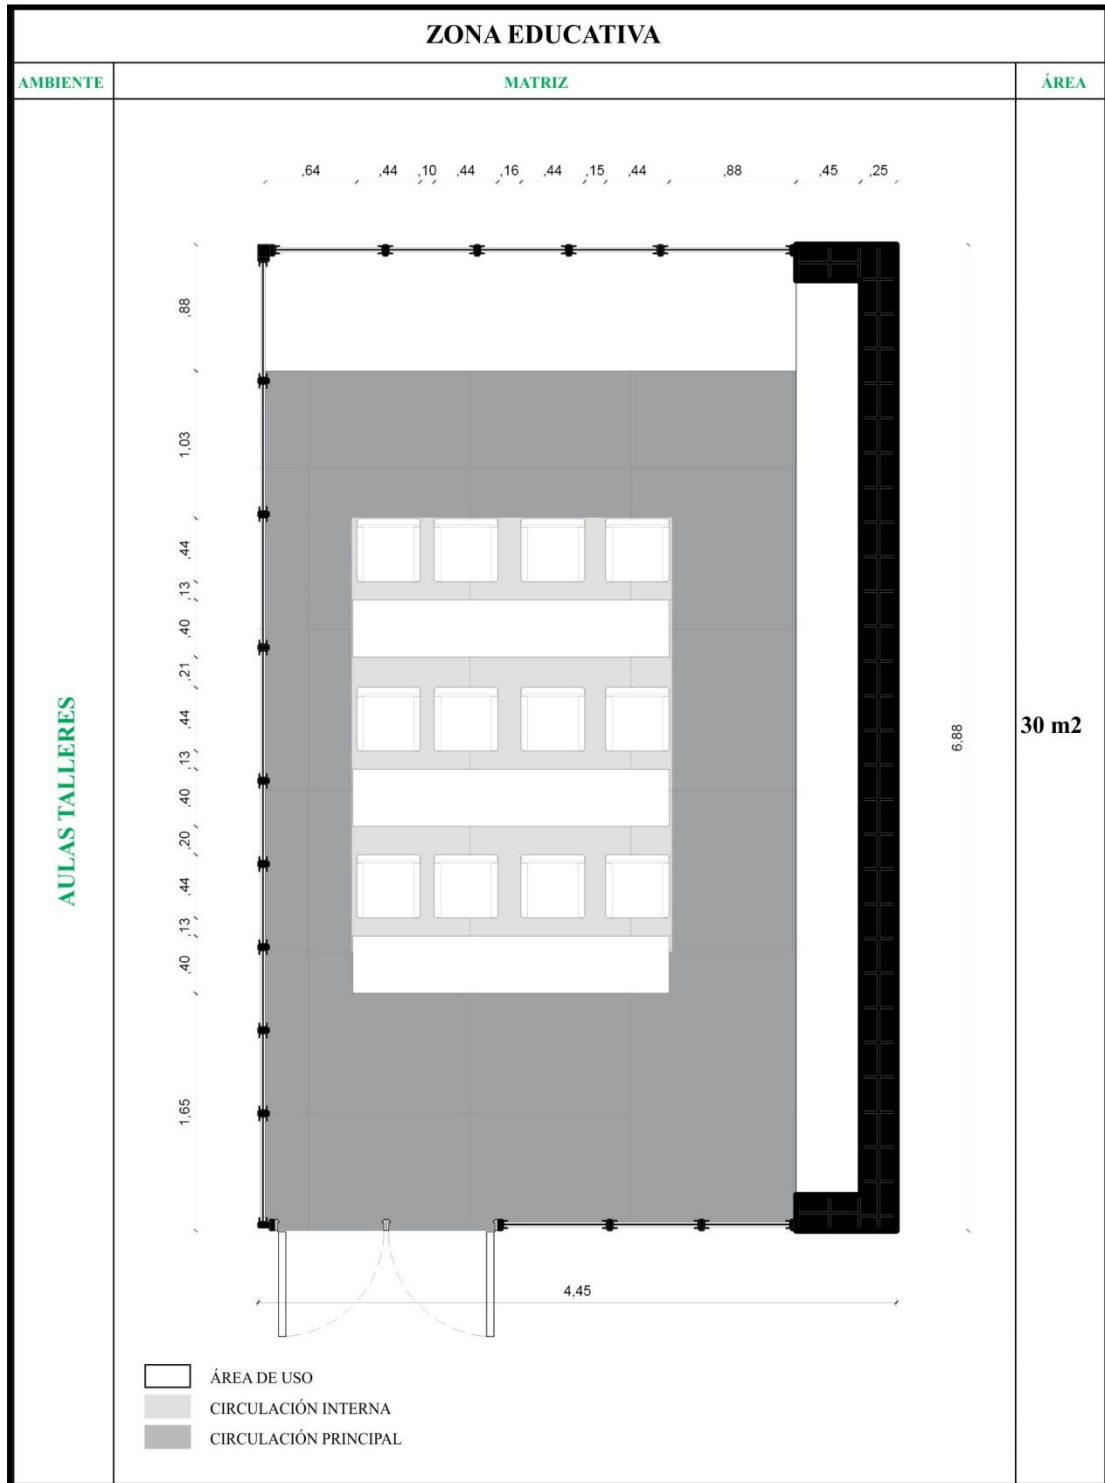 ZONA EDUCATIVA
AMBIENTE MATRIZ ÁREA
,64 ,44 ,10 ,44 ,16 ,44 ,15 ,44 ,88 ,45 ,25
,88
1,03
,44
,13
,40
,21
,44
,13
,40
,20
,44
,13
,40
1,65
AULAS TALLERES
6,88
30 m2
4,45
ÁREA DE USO
CIRCULACIÓN INTERNA
CIRCULACIÓN PRINCIPAL